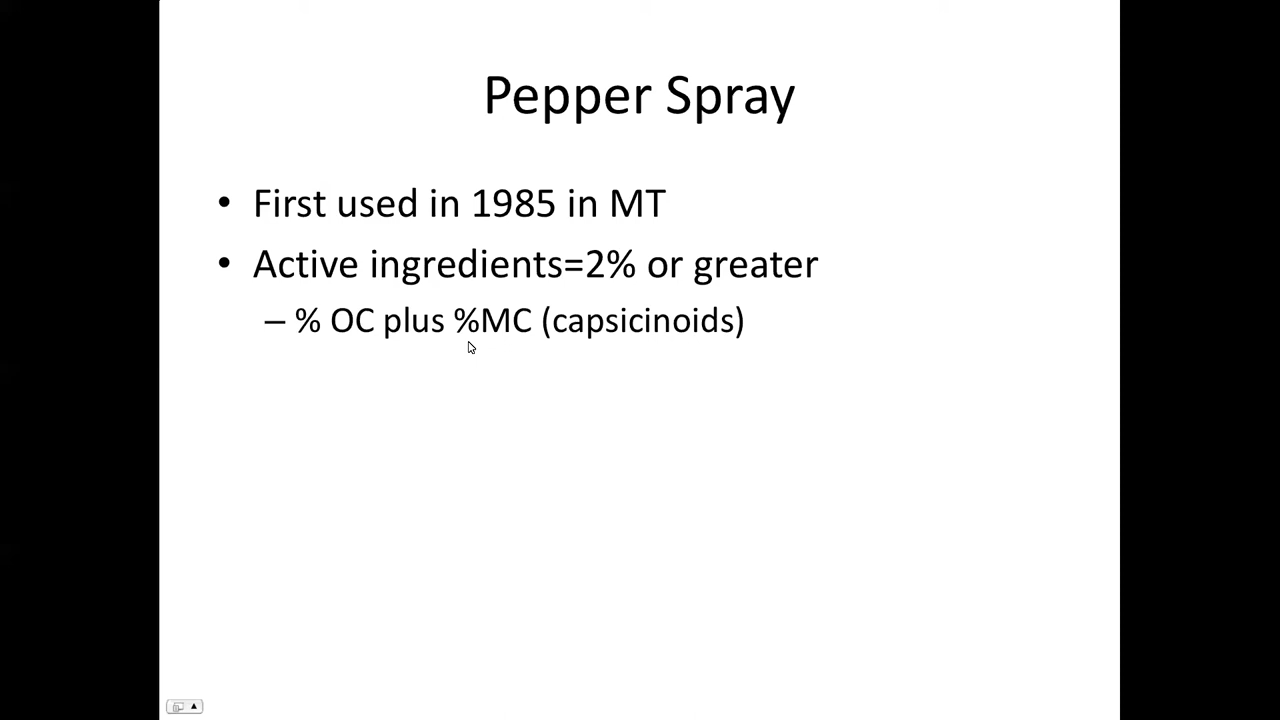 Pepper Spray
• First used in 1985 in MT
• Active ingredients=2% or greater
– % OC plus %MC (capsicinoids)